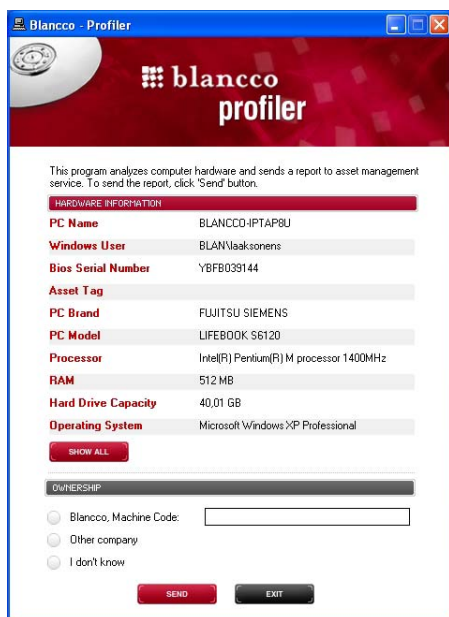 Blancco - Profiler
blancco
profiler
This program analyzes computer hardware and sends a report to asset management
service. To send the report, click 'Send' button.
HARDWARE INFORMATION
PC Name BLANCCO-IPTAP8U
Windows User BLAN\laaksonens
Bios Serial Number YBFB039144
Asset Tag
PC Brand FUJITSU SIEMENS
PC Model LIFEBOOK S6120
Processor Intel(R) Pentium(R) M processor 1400MHz
RAM 512 MB
Hard Drive Capacity 40,01 GB
Operating System Microsoft Windows XP Professional
SHOW ALL
OWNERSHIP
Blancco, Machine Code:
Other company
I don't know
SEND EXIT